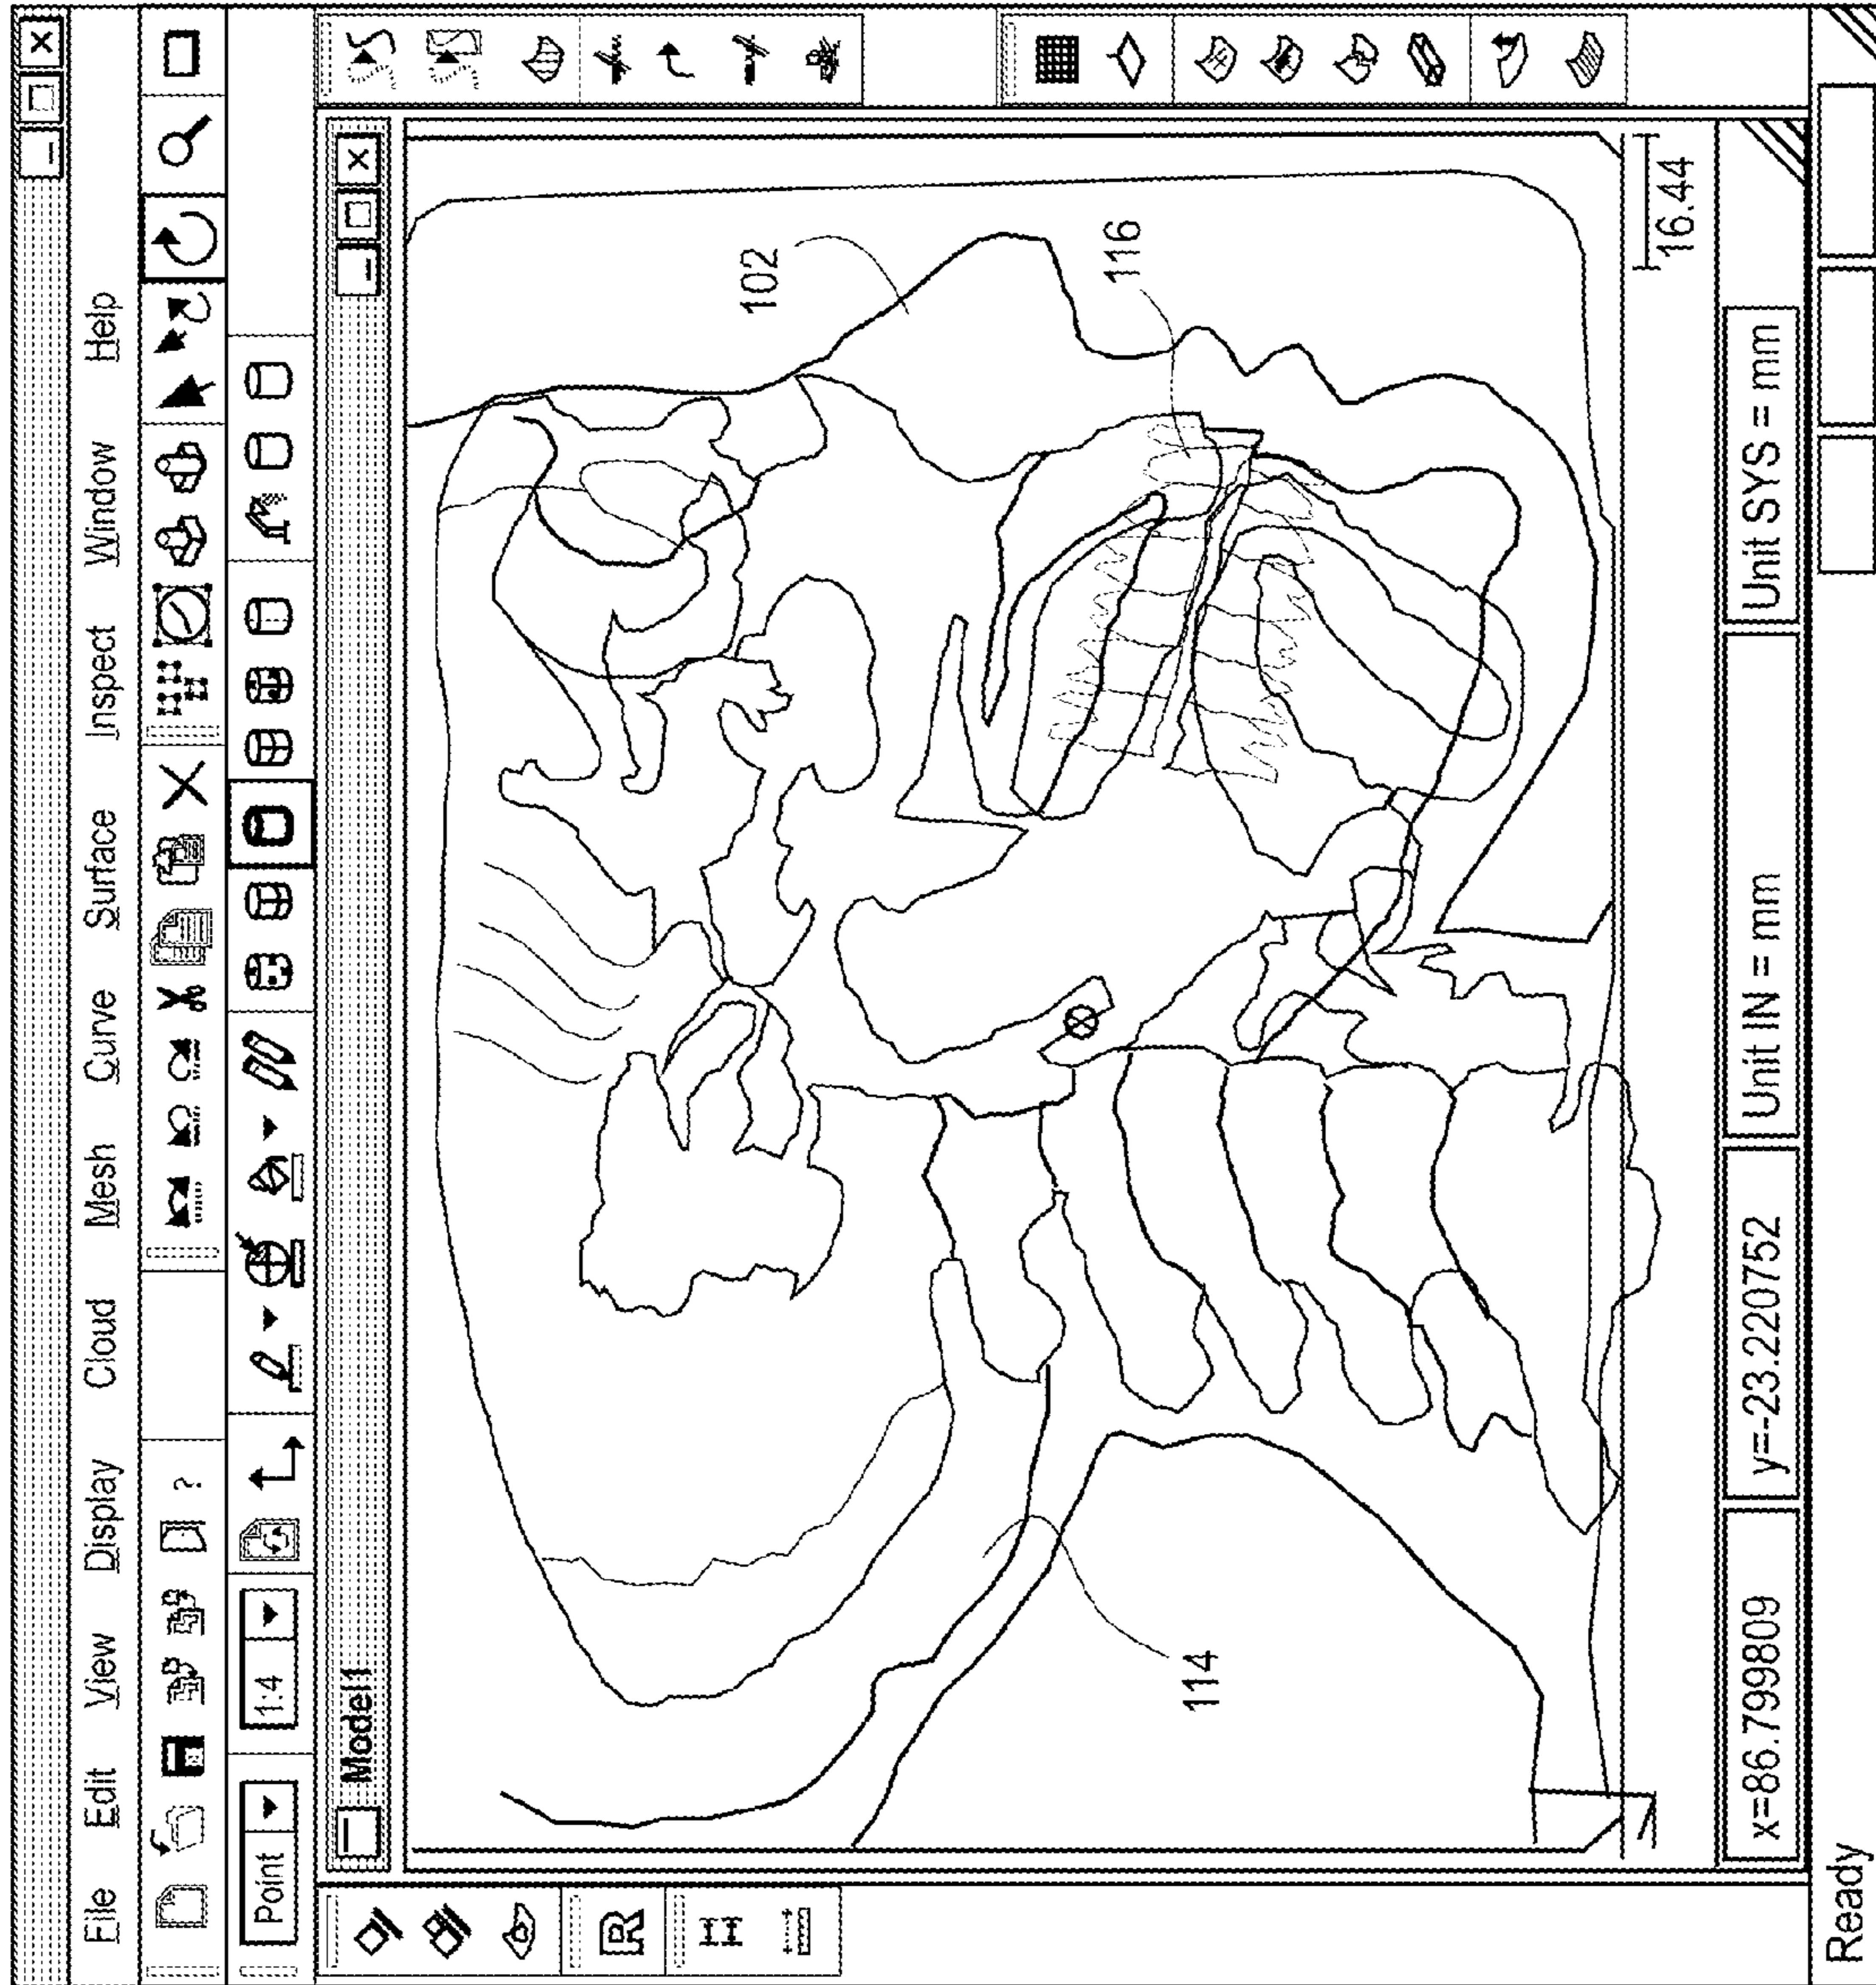 File Edit View Display Cloud Mesh Curve Surface Inspect Window Help
?
Point 1:4
Model1
R
102
116
114
16.44
x=86.799809 y=-23.220752 Unit IN = mm Unit SYS = mm
Ready